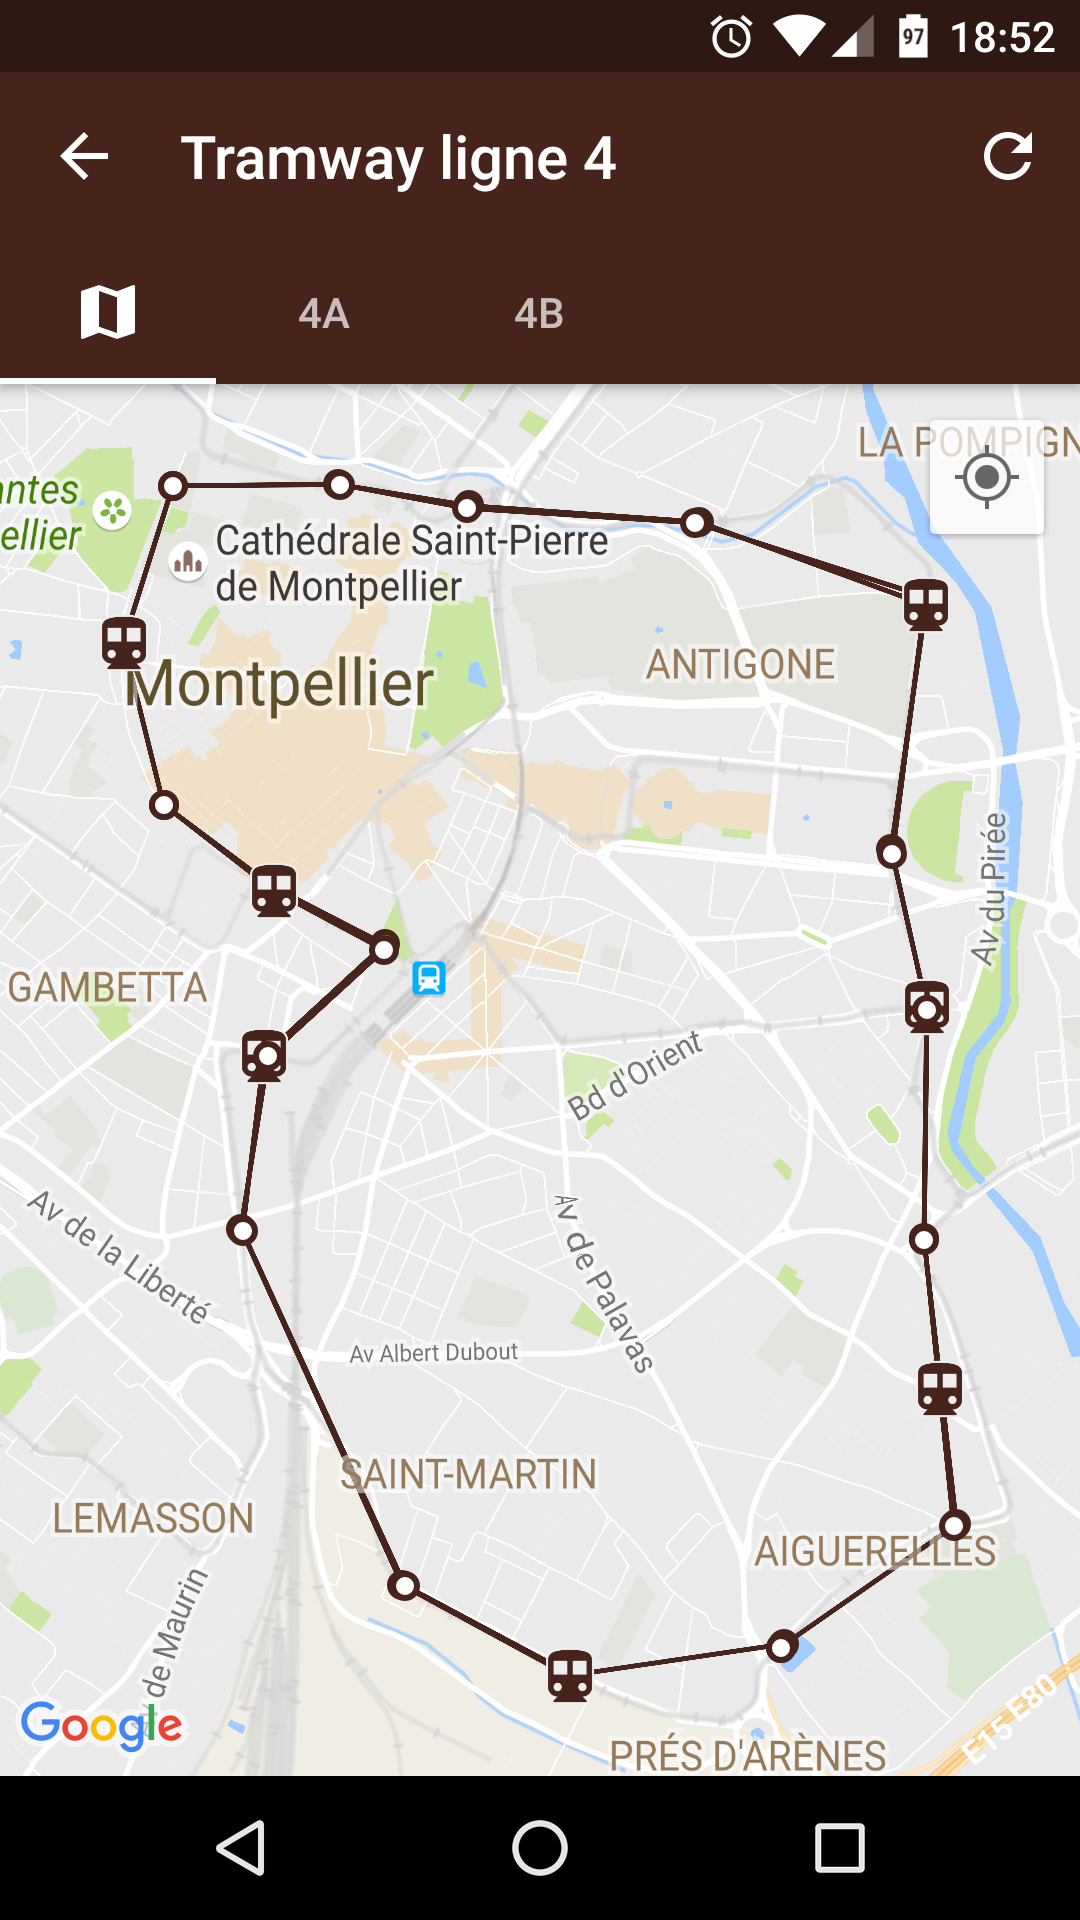 97 18:52
Tramway ligne 4
4A 4B
LA POMPIGN
antes
ellier
Cathédrale Saint-Pierre
de Montpellier
ANTIGONE
Montpellier
Av du Pirée
GAMBETTA
Bd d'Orient
Av de la Liberté
Av de Palavas
Av Albert Dubout
SAINT-MARTIN
LEMASSON
AIGUERELLES
de Maurin
E15 E80
Google
PRÉS D'ARÈNES